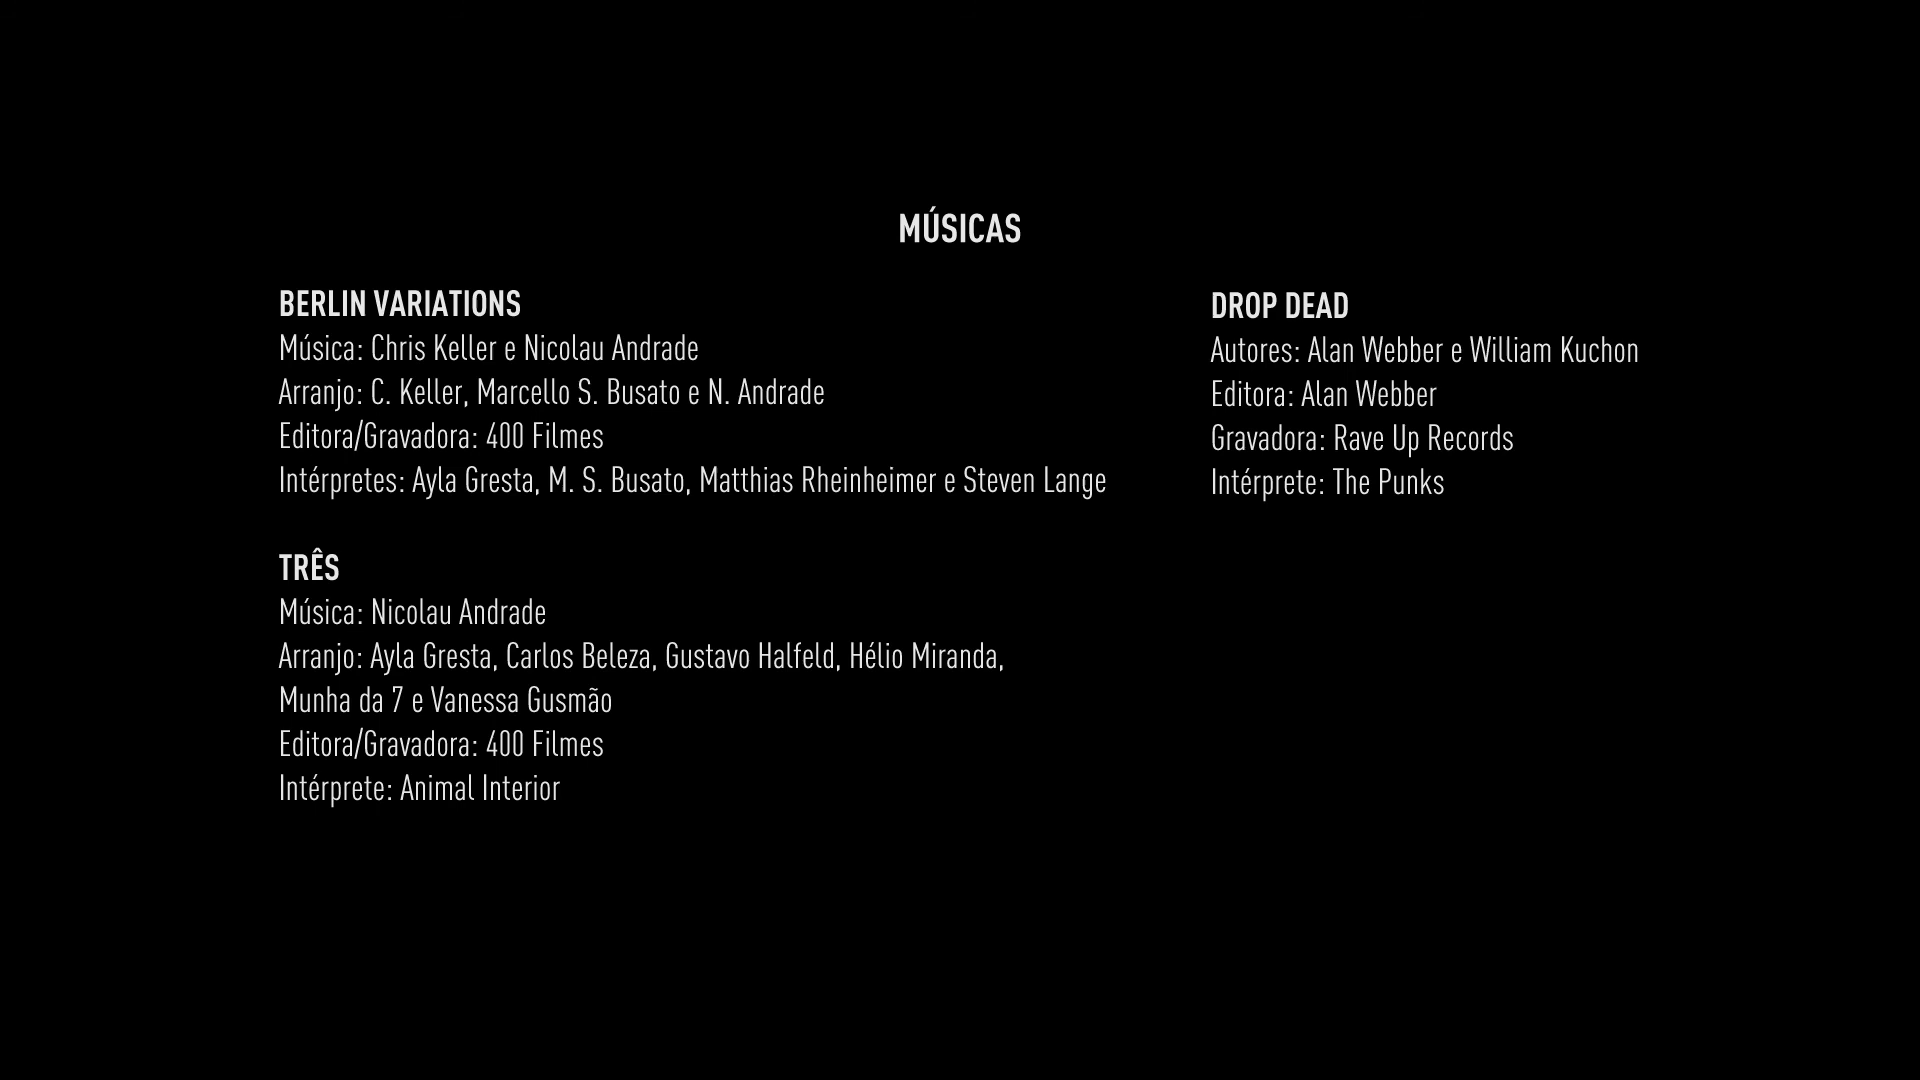 MÚSICAS
BERLIN VARIATIONS
Música: Chris Keller e Nicolau Andrade
Arranjo: C. Keller, Marcello S. Busato e N. Andrade
Editora/Gravadora: 400 Filmes
Intérpretes: Ayla Gresta, M. S. Busato, Matthias Rheinheimer e Steven Lange
TRÊS
Música: Nicolau Andrade
Arranjo: Ayla Gresta, Carlos Beleza, Gustavo Halfeld, Hélio Miranda,
Munha da 7 e Vanessa Gusmão
Editora/Gravadora: 400 Filmes
Intérprete: Animal Interior
DROP DEAD
Autores: Alan Webber e William Kuchon
Editora: Alan Webber
Gravadora: Rave Up Records
Intérprete: The Punks